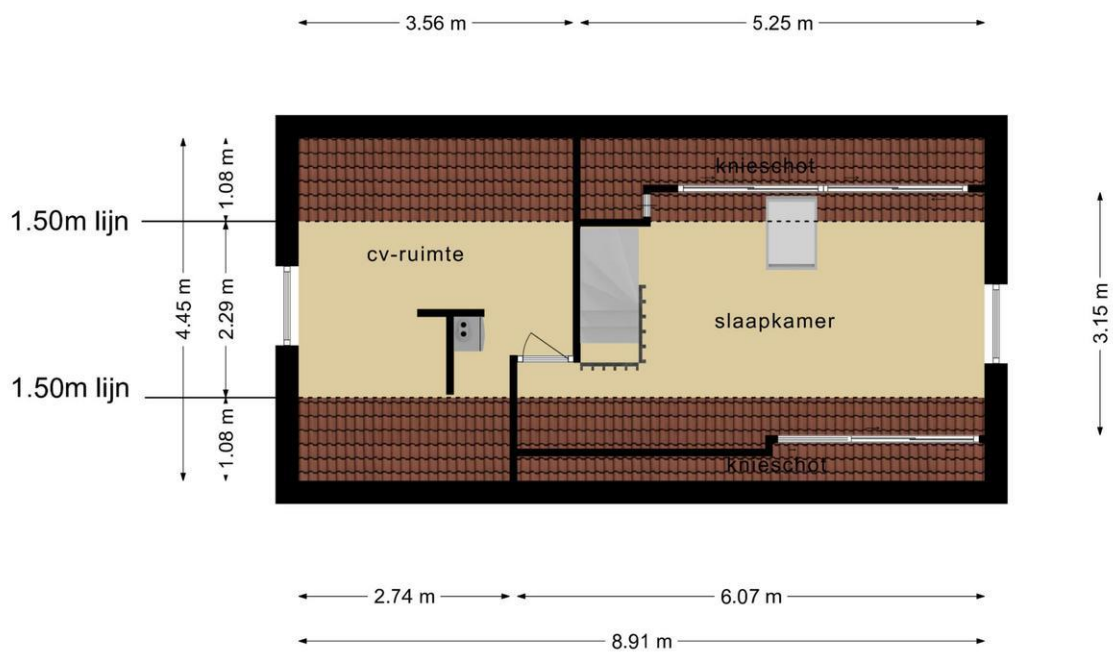 3.56 m
5.25 m
knieschot
1.08 m
1.50m lijn
cv-ruimte
4.45 m
2.29 m
slaapkamer
3.15 m
1.50m lijn
1.08 m
knieschot
2.74 m
6.07 m
8.91 m